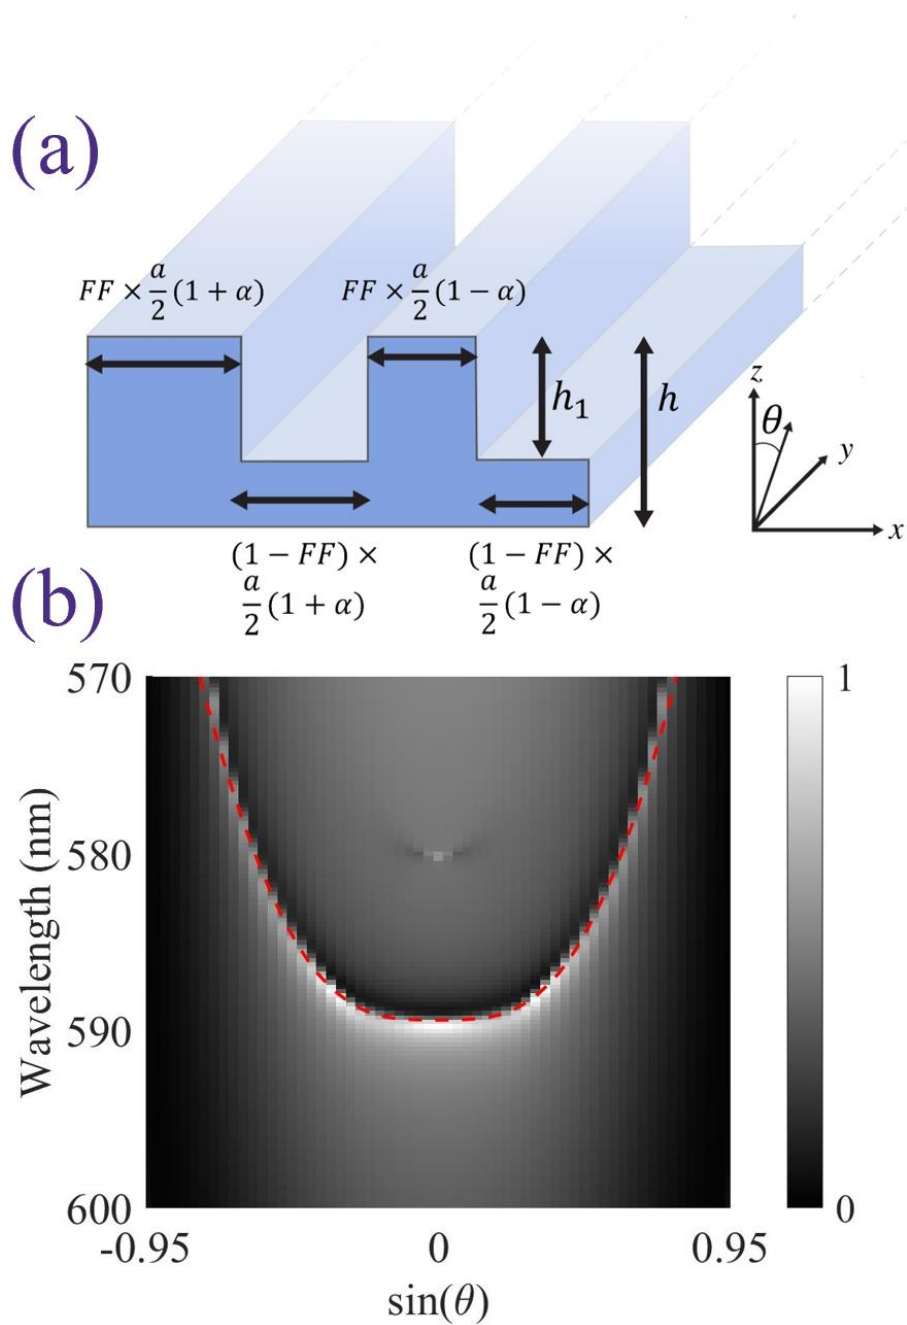 (a)
FF × a/2 (1 + α)
FF × a/2 (1 − α)
h₁
h
z
θ
y
x
(1 − FF) ×
a/2 (1 + α)
(1 − FF) ×
a/2 (1 − α)
(b)
570
580
590
600
Wavelength (nm)
-0.95
0
0.95
sin(θ)
1
0